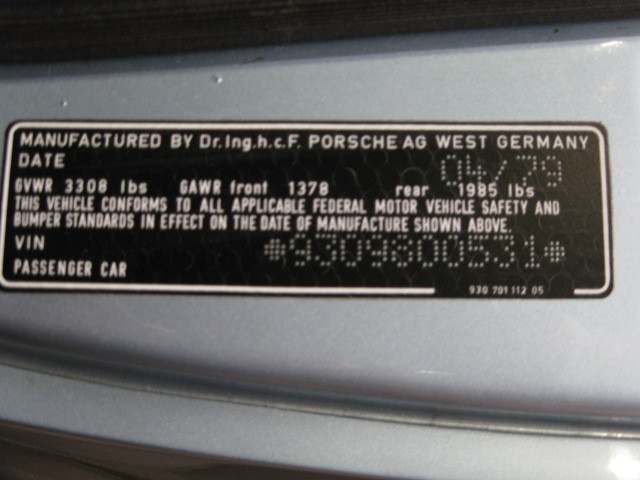 MANUFACTURED BY Dr.Ing.h.c.F. PORSCHE AG WEST GERMANY
DATE 04/79
GVWR 3308 lbs GAWR front 1378 rear 1985 lbs
THIS VEHICLE CONFORMS TO ALL APPLICABLE FEDERAL MOTOR VEHICLE SAFETY AND
BUMPER STANDARDS IN EFFECT ON THE DATE OF MANUFACTURE SHOWN ABOVE.
VIN *9309800531*
PASSENGER CAR
930 701 112 05